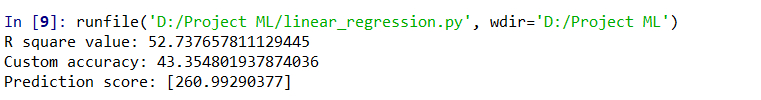 In [9]: runfile('D:/Project ML/linear_regression.py', wdir='D:/Project ML')
R square value: 52.737657811129445
Custom accuracy: 43.354801937874036
Prediction score: [260.99290377]